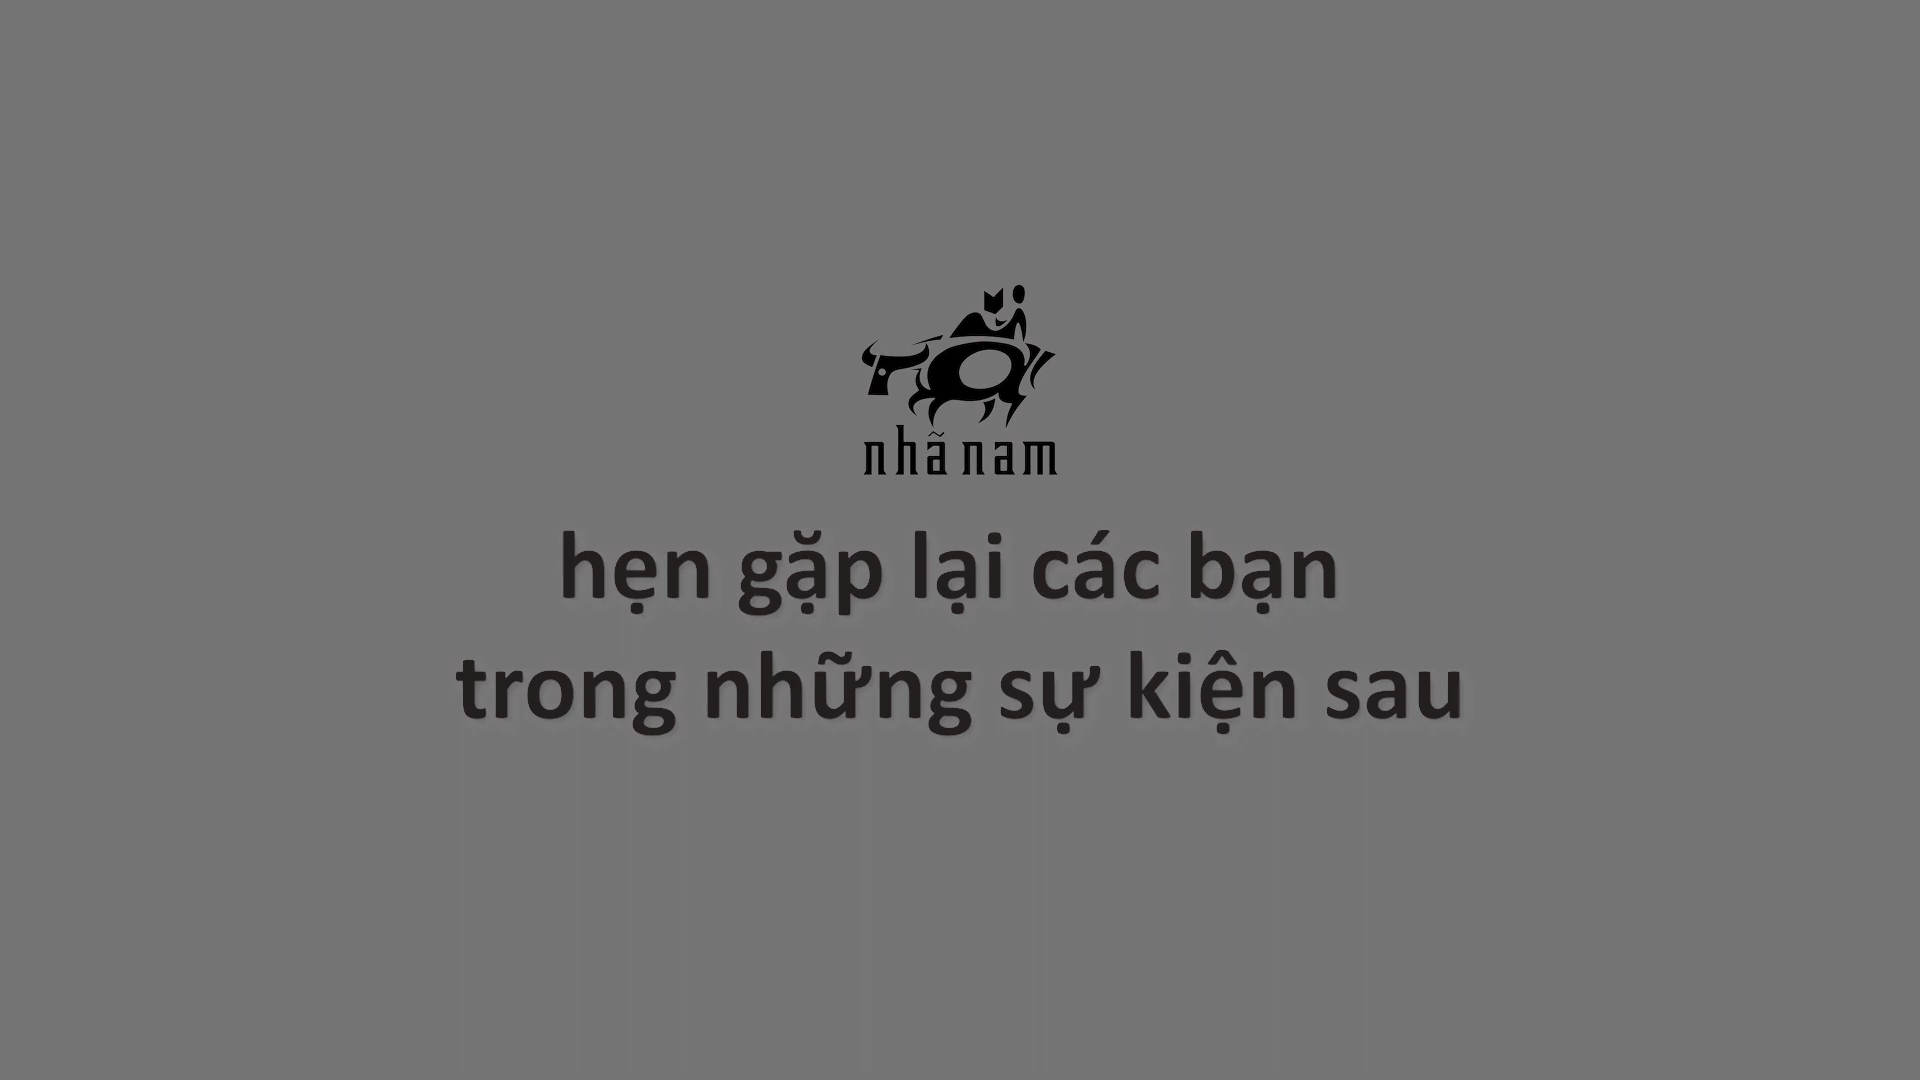 nhã nam
hẹn gặp lại các bạn
trong những sự kiện sau